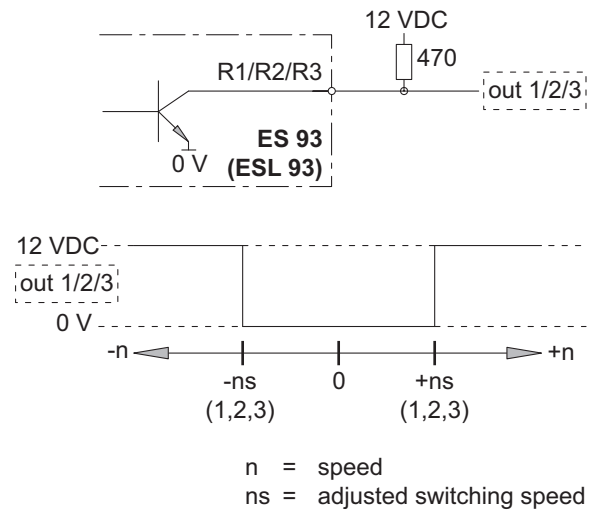 12 VDC
470
R1/R2/R3
out 1/2/3
ES 93
0 V
(ESL 93)
12 VDC
out 1/2/3
0 V
-n
+n
-ns
0
+ns
(1,2,3)
(1,2,3)
n = speed
ns = adjusted switching speed